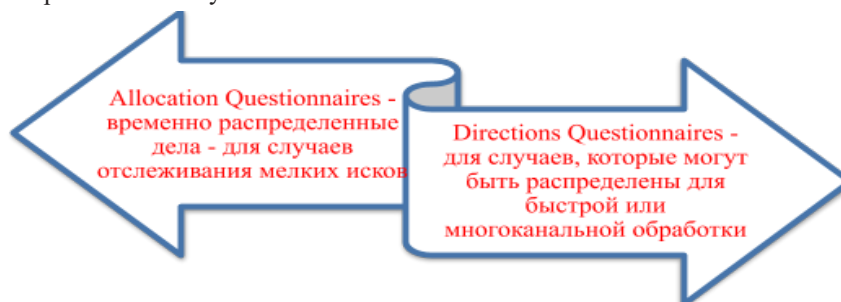 Allocation Questionnaires -
временно распределенные
дела - для случаев
отслеживания мелких исков
Directions Questionnaires -
для случаев, которые могут
быть распределены для
быстрой или
многоканальной обработки